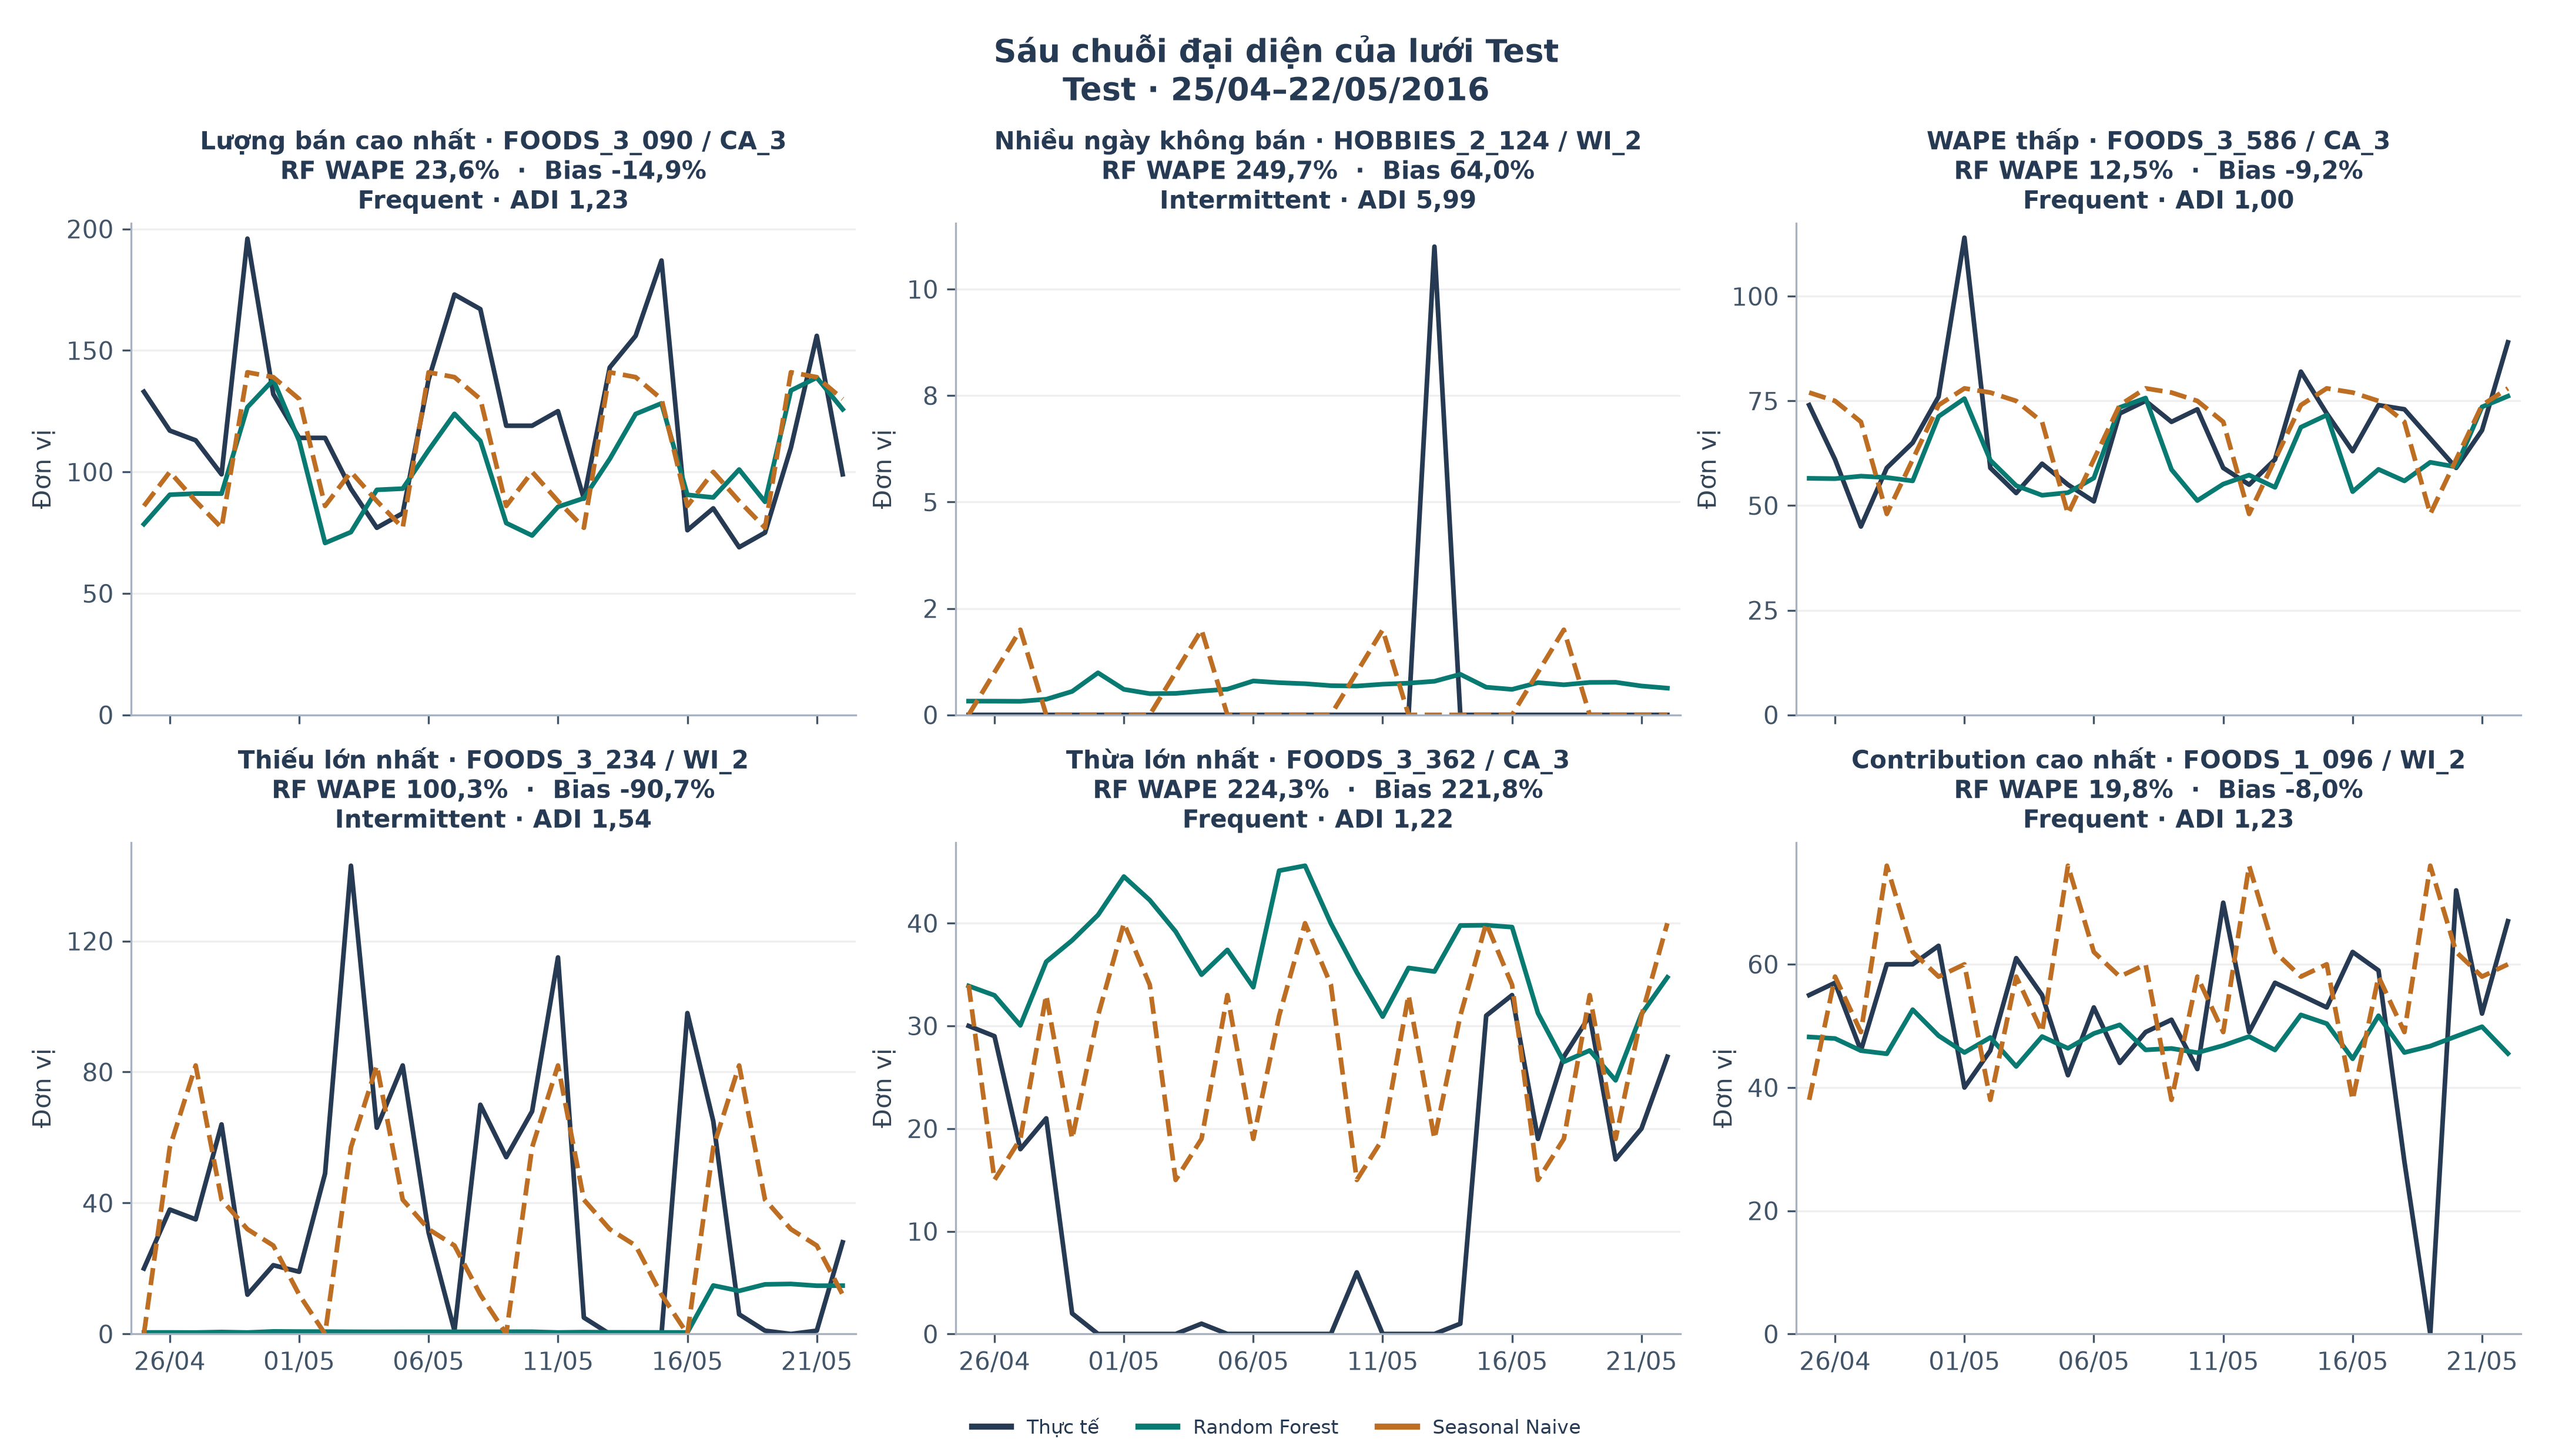 Sáu chuỗi đại diện của lưới Test
Test · 25/04–22/05/2016
Lượng bán cao nhất · FOODS_3_090 / CA_3
RF WAPE 23,6% · Bias -14,9%
Frequent · ADI 1,23
200
150
100
50
0
Đơn vị
Nhiều ngày không bán · HOBBIES_2_124 / WI_2
RF WAPE 249,7% · Bias 64,0%
Intermittent · ADI 5,99
10
8
5
2
0
Đơn vị
WAPE thấp · FOODS_3_586 / CA_3
RF WAPE 12,5% · Bias -9,2%
Frequent · ADI 1,00
100
75
50
25
0
Đơn vị
Thiếu lớn nhất · FOODS_3_234 / WI_2
RF WAPE 100,3% · Bias -90,7%
Intermittent · ADI 1,54
120
80
40
0
Đơn vị
26/04 01/05 06/05 11/05 16/05 21/05
Thừa lớn nhất · FOODS_3_362 / CA_3
RF WAPE 224,3% · Bias 221,8%
Frequent · ADI 1,22
40
30
20
10
0
Đơn vị
26/04 01/05 06/05 11/05 16/05 21/05
Contribution cao nhất · FOODS_1_096 / WI_2
RF WAPE 19,8% · Bias -8,0%
Frequent · ADI 1,23
60
40
20
0
Đơn vị
26/04 01/05 06/05 11/05 16/05 21/05
Thực tế Random Forest Seasonal Naive